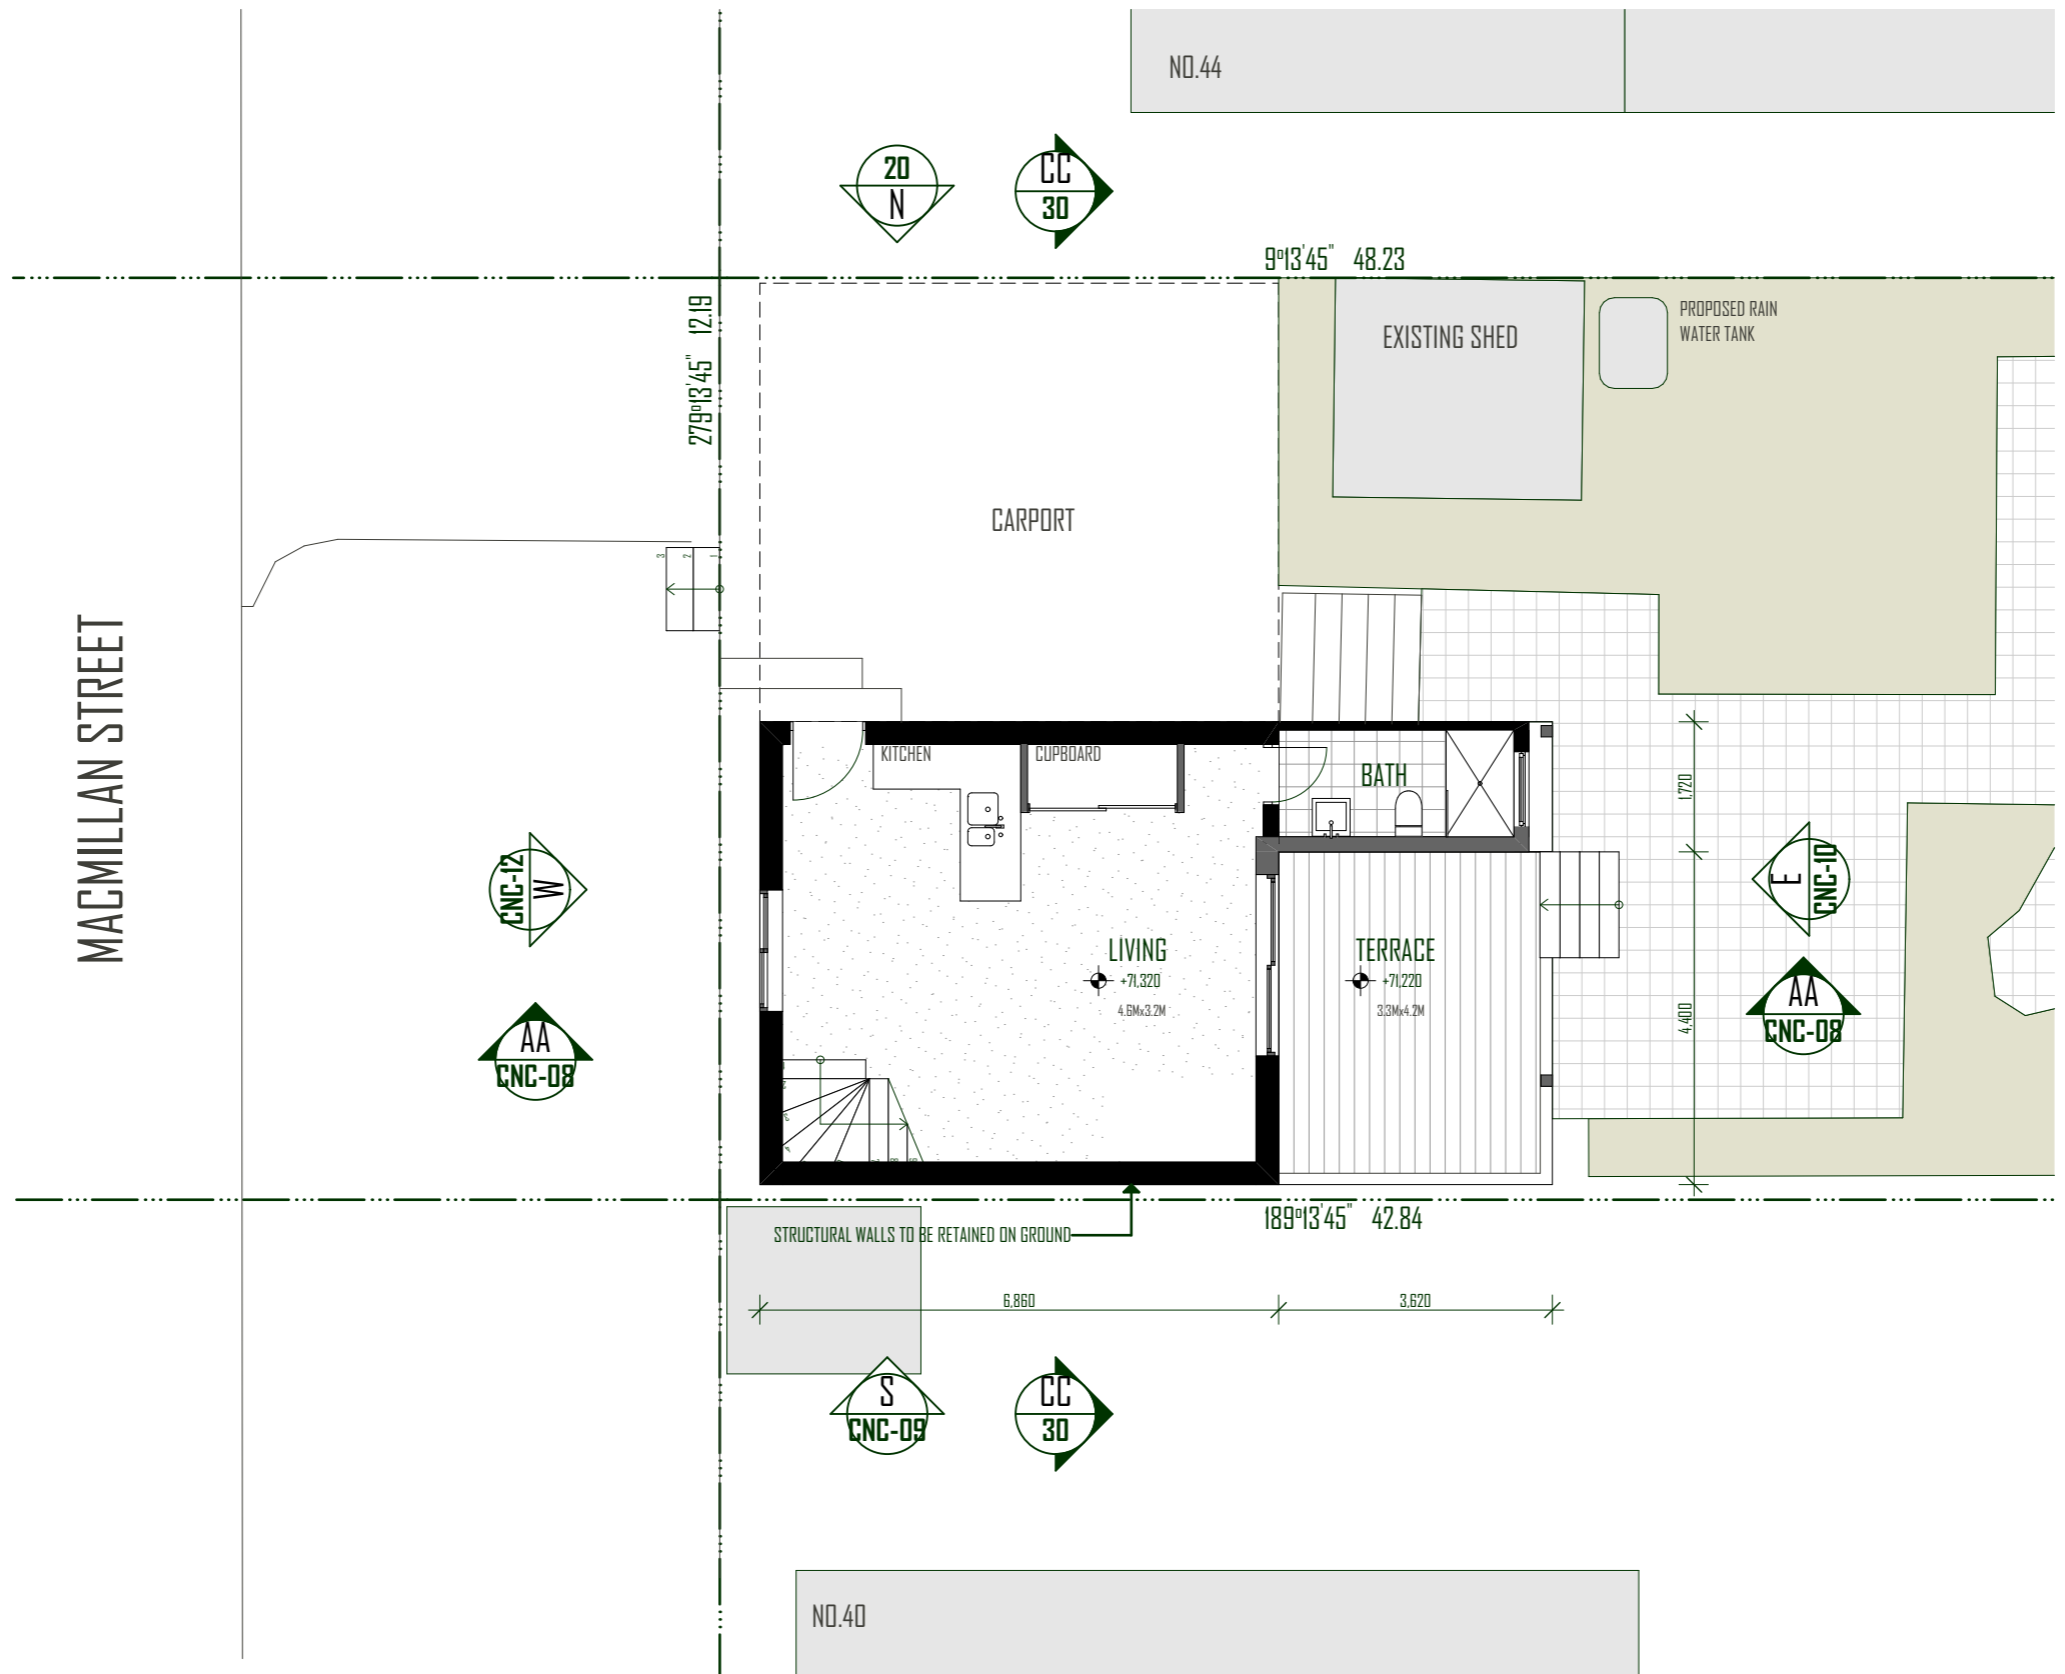 NO.44
20
N
CC
30
9°13'45" 48.23
279°13'45" 12.19
EXISTING SHED
PROPOSED RAIN
WATER TANK
CARPORT
3
2
1
MACMILLAN STREET
KITCHEN
CUPBOARD
BATH
1,720
CNC-12
W
E
CNC-10
LIVING
+71,320
4.6Mx3.2M
TERRACE
+71,220
3.3Mx4.2M
4,400
AA
CNC-08
AA
CNC-08
STRUCTURAL WALLS TO BE RETAINED ON GROUND
189°13'45" 42.84
6,860
3,620
S
CNC-09
CC
30
NO.40